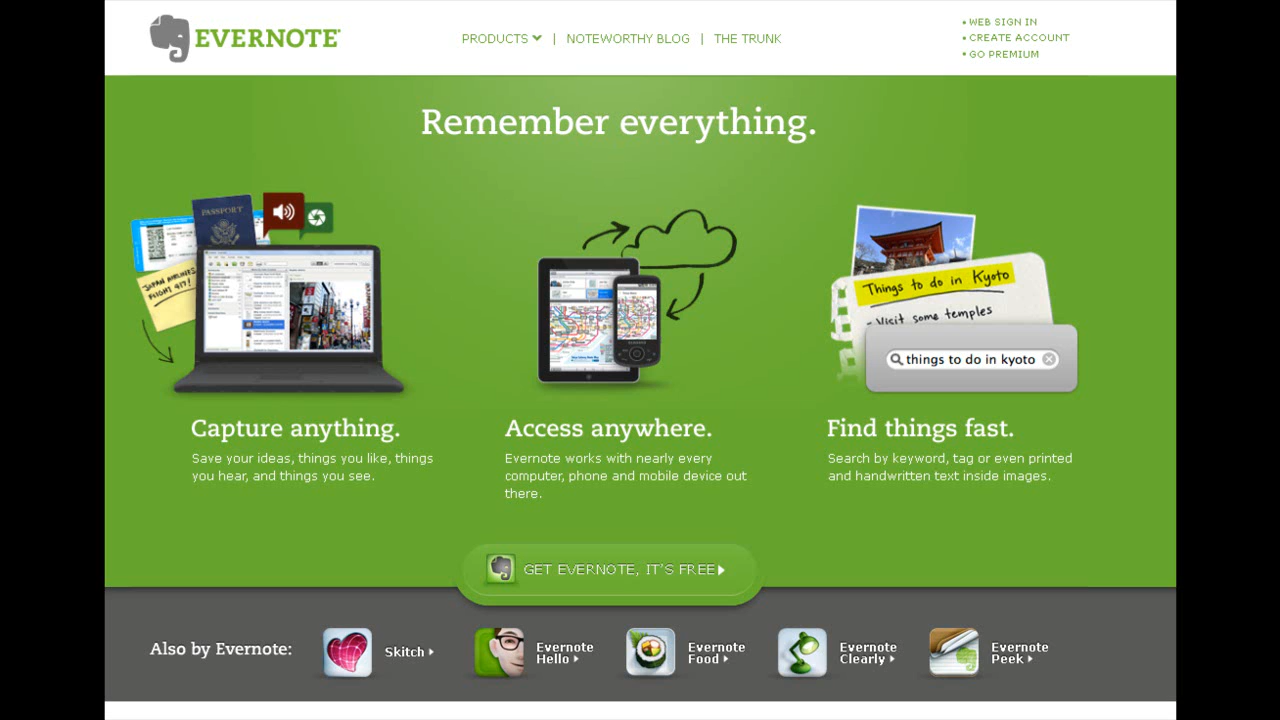 EVERNOTE
PRODUCTS | NOTEWORTHY BLOG | THE TRUNK
• WEB SIGN IN
• CREATE ACCOUNT
• GO PREMIUM
Remember everything.
PASSPORT
JAPAN AIRLINES
FLIGHT 417!
Things to do in Kyoto
- Visit some temples
things to do in kyoto
Capture anything.
Save your ideas, things you like, things
you hear, and things you see.
Access anywhere.
Evernote works with nearly every
computer, phone and mobile device out
there.
Find things fast.
Search by keyword, tag or even printed
and handwritten text inside images.
GET EVERNOTE, IT'S FREE
Also by Evernote:
Skitch
Evernote
Hello
Evernote
Food
Evernote
Clearly
Evernote
Peek